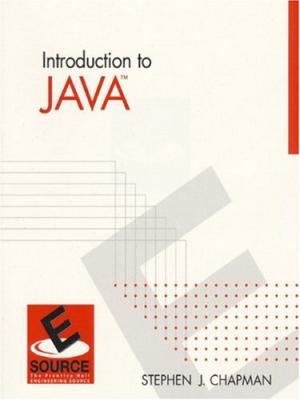 Introduction to
JAVA™
E
SOURCE
The Prentice Hall
ENGINEERING SOURCE
STEPHEN J. CHAPMAN